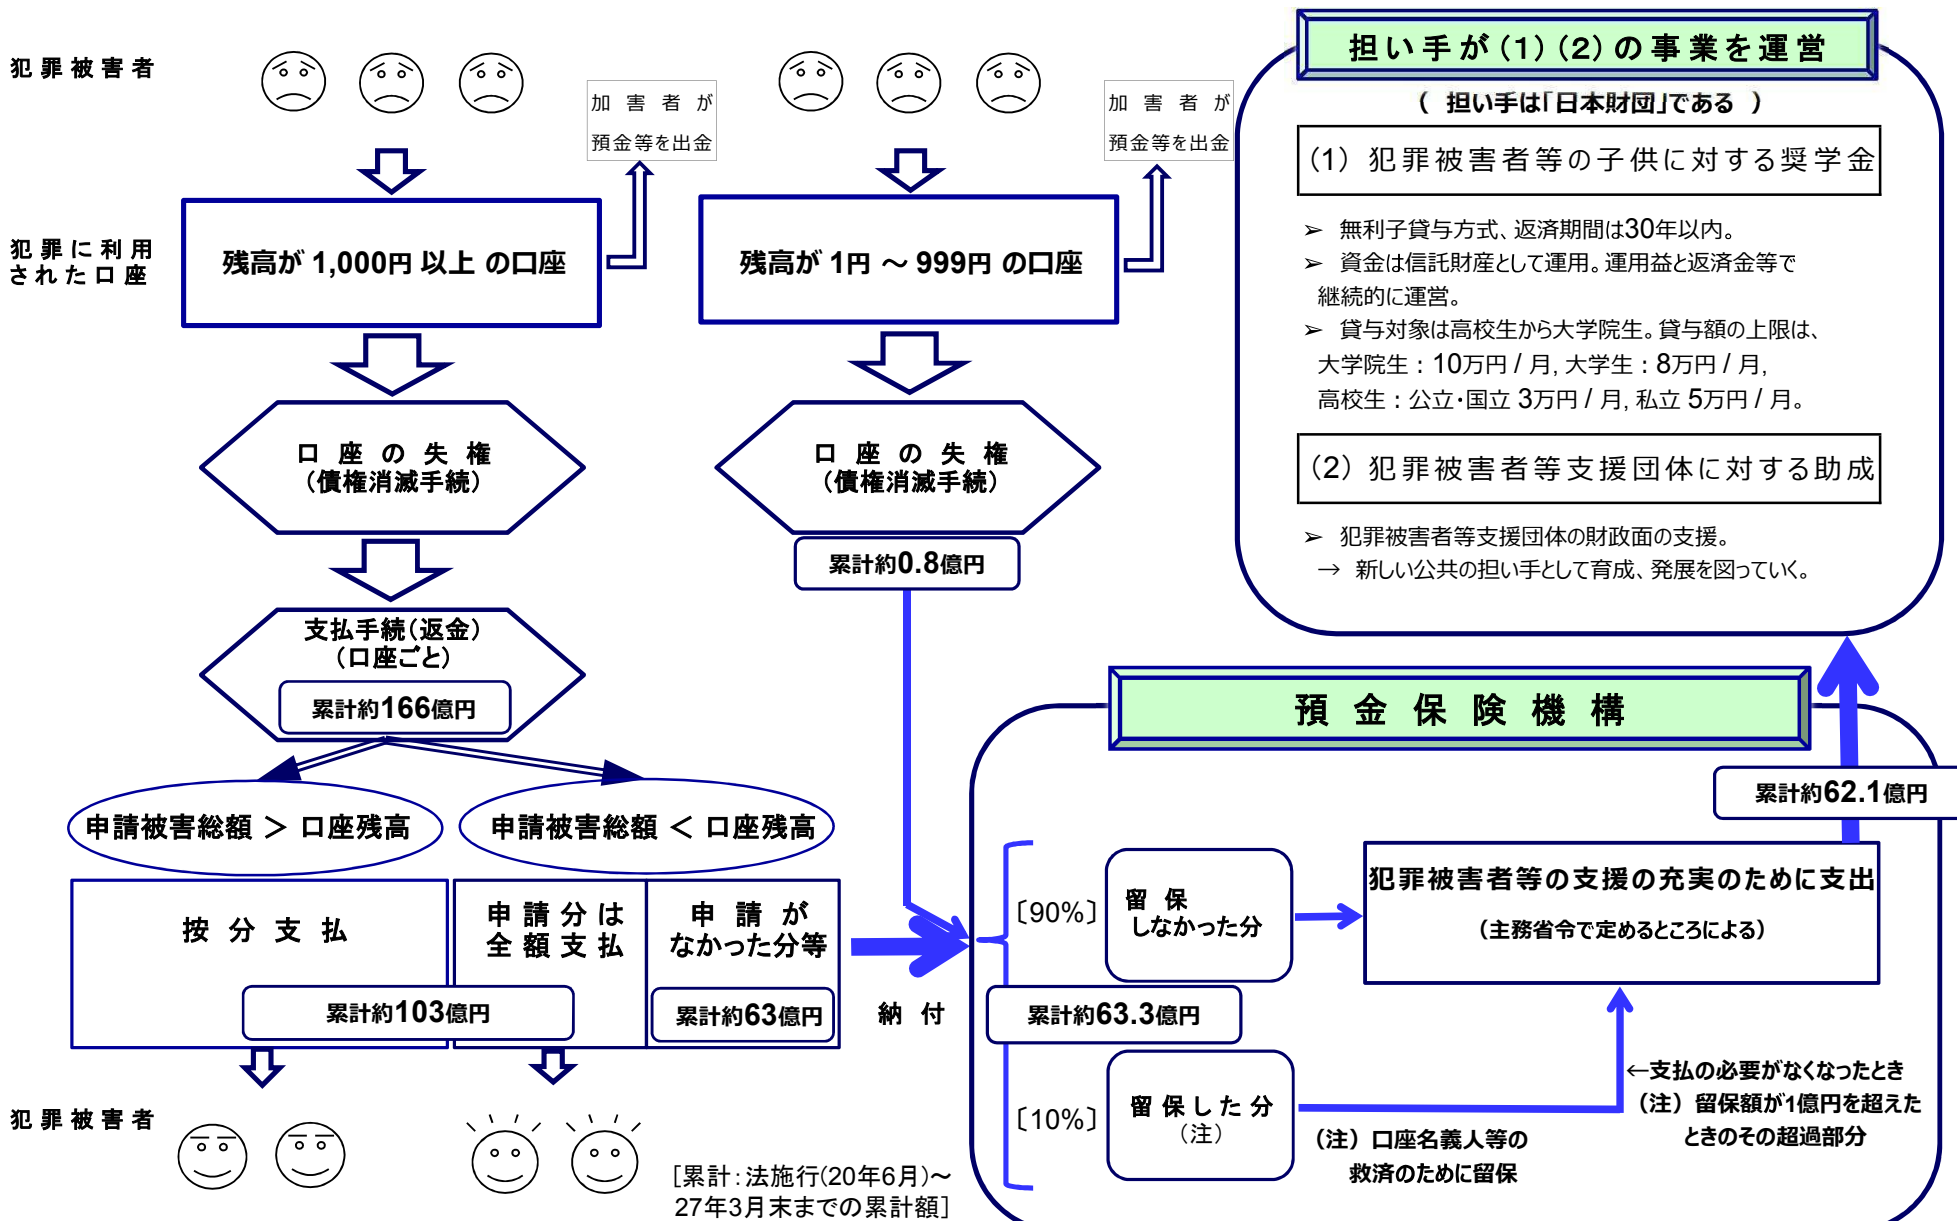 犯罪被害者
加害者が
預金等を出金
加害者が
預金等を出金
犯罪に利用
された口座
残高が 1,000円 以上 の口座
残高が 1円 ～ 999円 の口座
口座の失権
（債権消滅手続）
口座の失権
（債権消滅手続）
累計約0.8億円
支払手続（返金）
（口座ごと）
累計約166億円
申請被害総額 ＞ 口座残高
申請被害総額 ＜ 口座残高
按分支払
申請分は
全額支払
申請が
なかった分等
累計約103億円
累計約63億円
納付
犯罪被害者
［累計：法施行(20年6月)～
27年3月末までの累計額］
担い手が(1)(2)の事業を運営
（ 担い手は「日本財団」である ）
(1) 犯罪被害者等の子供に対する奨学金
➢ 無利子貸与方式、返済期間は30年以内。
➢ 資金は信託財産として運用。運用益と返済金等で
継続的に運営。
➢ 貸与対象は高校生から大学院生。貸与額の上限は、
大学院生：10万円 / 月, 大学生：8万円 / 月,
高校生：公立・国立 3万円 / 月, 私立 5万円 / 月。
(2) 犯罪被害者等支援団体に対する助成
➢ 犯罪被害者等支援団体の財政面の支援。
→ 新しい公共の担い手として育成、発展を図っていく。
預金保険機構
累計約62.1億円
〔90%〕
留保
しなかった分
犯罪被害者等の支援の充実のために支出
（主務省令で定めるところによる）
累計約63.3億円
〔10%〕
留保した分
（注）
（注）口座名義人等の
救済のために留保
←支払の必要がなくなったとき
（注）留保額が1億円を超えた
ときのその超過部分